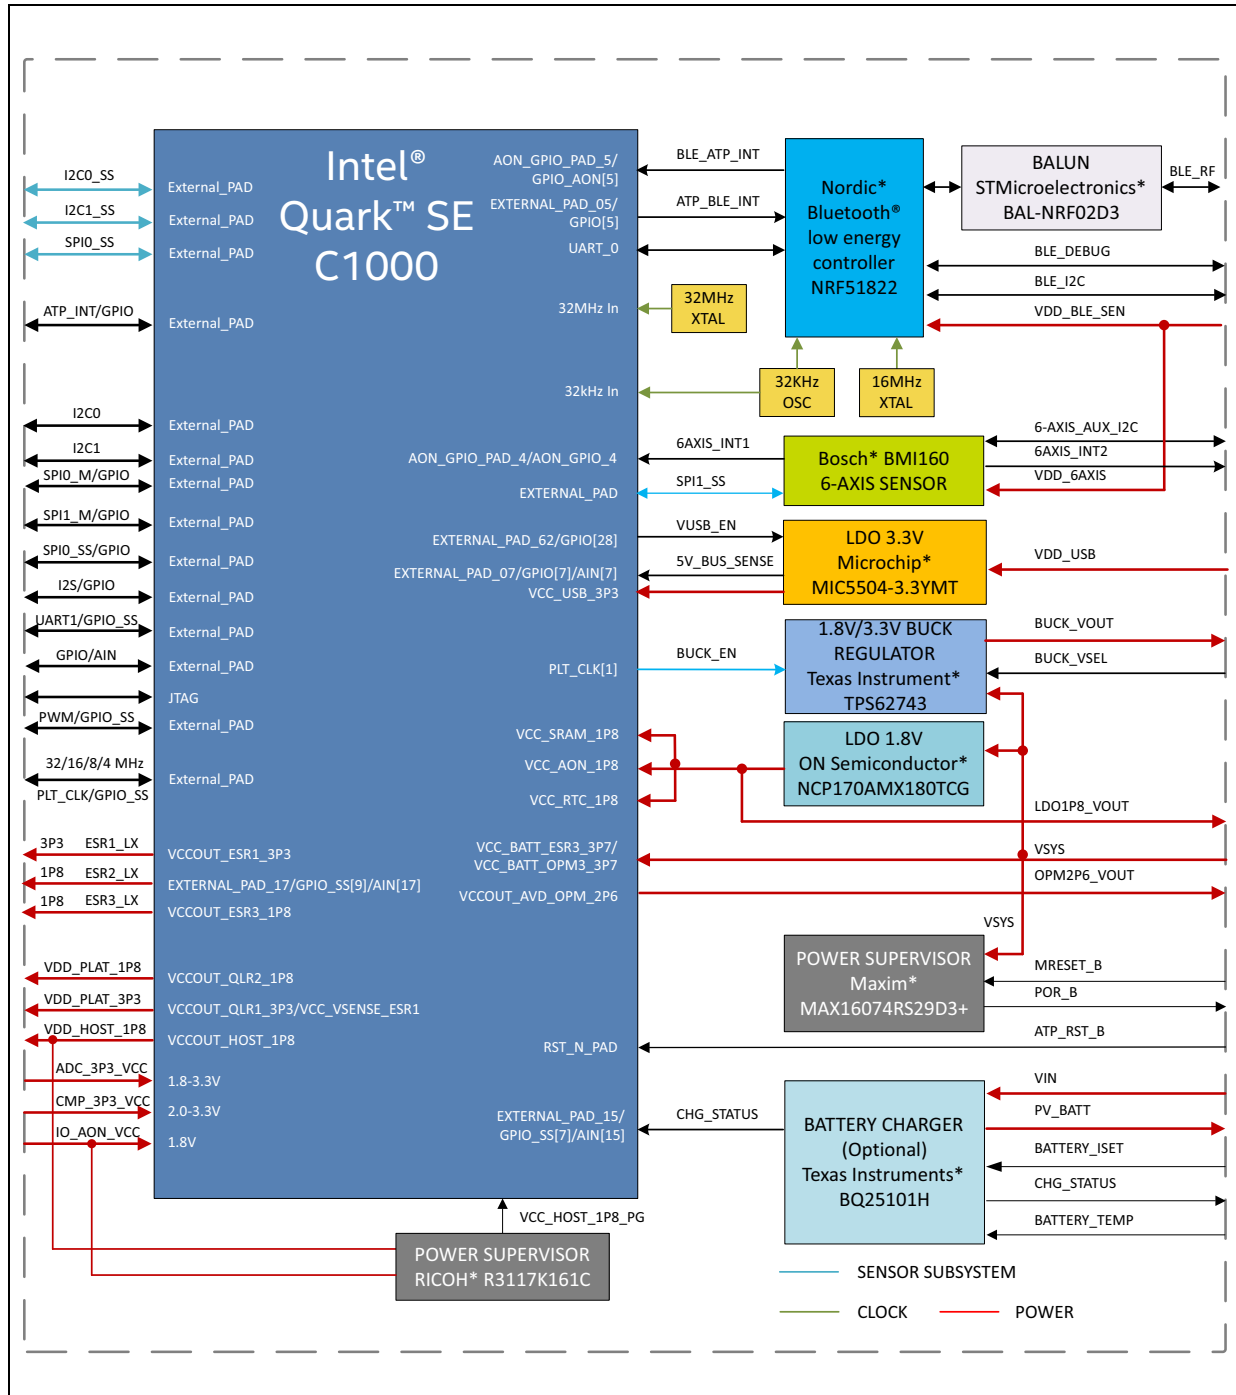 Intel®
Quark™ SE
C1000
I2C0_SS
External_PAD
I2C1_SS
External_PAD
SPI0_SS
External_PAD
ATP_INT/GPIO
External_PAD
I2C0
External_PAD
I2C1
External_PAD
SPI0_M/GPIO
External_PAD
SPI1_M/GPIO
External_PAD
SPI0_SS/GPIO
External_PAD
I2S/GPIO
External_PAD
UART1/GPIO_SS
External_PAD
GPIO/AIN
External_PAD
JTAG
PWM/GPIO_SS
External_PAD
32/16/8/4 MHz
PLT_CLK/GPIO_SS
External_PAD
3P3 ESR1_LX
VCCOUT_ESR1_3P3
1P8 ESR2_LX
EXTERNAL_PAD_17/GPIO_SS[9]/AIN[17]
1P8 ESR3_LX
VCCOUT_ESR3_1P8
VDD_PLAT_1P8
VCCOUT_QLR2_1P8
VDD_PLAT_3P3
VCCOUT_QLR1_3P3/VCC_VSENSE_ESR1
VDD_HOST_1P8
VCCOUT_HOST_1P8
ADC_3P3_VCC
1.8-3.3V
CMP_3P3_VCC
2.0-3.3V
IO_AON_VCC
1.8V
AON_GPIO_PAD_5/
GPIO_AON[5]
BLE_ATP_INT
EXTERNAL_PAD_05/
GPIO[5]
ATP_BLE_INT
UART_0
32MHz In
32MHz
XTAL
32kHz In
32KHz
OSC
16MHz
XTAL
Nordic*
Bluetooth®
low energy
controller
NRF51822
BALUN
STMicroelectronics*
BAL-NRF02D3
BLE_RF
BLE_DEBUG
BLE_I2C
VDD_BLE_SEN
AON_GPIO_PAD_4/AON_GPIO_4
6AXIS_INT1
EXTERNAL_PAD
SPI1_SS
Bosch* BMI160
6-AXIS SENSOR
6-AXIS_AUX_I2C
6AXIS_INT2
VDD_6AXIS
EXTERNAL_PAD_62/GPIO[28]
VUSB_EN
EXTERNAL_PAD_07/GPIO[7]/AIN[7]
5V_BUS_SENSE
VCC_USB_3P3
LDO 3.3V
Microchip*
MIC5504-3.3YMT
VDD_USB
PLT_CLK[1]
BUCK_EN
1.8V/3.3V BUCK
REGULATOR
Texas Instrument*
TPS62743
BUCK_VOUT
BUCK_VSEL
VCC_SRAM_1P8
VCC_AON_1P8
VCC_RTC_1P8
LDO 1.8V
ON Semiconductor*
NCP170AMX180TCG
LDO1P8_VOUT
VCC_BATT_ESR3_3P7/
VCC_BATT_OPM3_3P7
VSYS
VCCOUT_AVD_OPM_2P6
OPM2P6_VOUT
VSYS
POWER SUPERVISOR
Maxim*
MAX16074RS29D3+
MRESET_B
POR_B
RST_N_PAD
ATP_RST_B
EXTERNAL_PAD_15/
GPIO_SS[7]/AIN[15]
CHG_STATUS
BATTERY CHARGER
(Optional)
Texas Instruments*
BQ25101H
VIN
PV_BATT
BATTERY_ISET
CHG_STATUS
BATTERY_TEMP
VCC_HOST_1P8_PG
POWER SUPERVISOR
RICOH* R3117K161C
SENSOR SUBSYSTEM
CLOCK
POWER